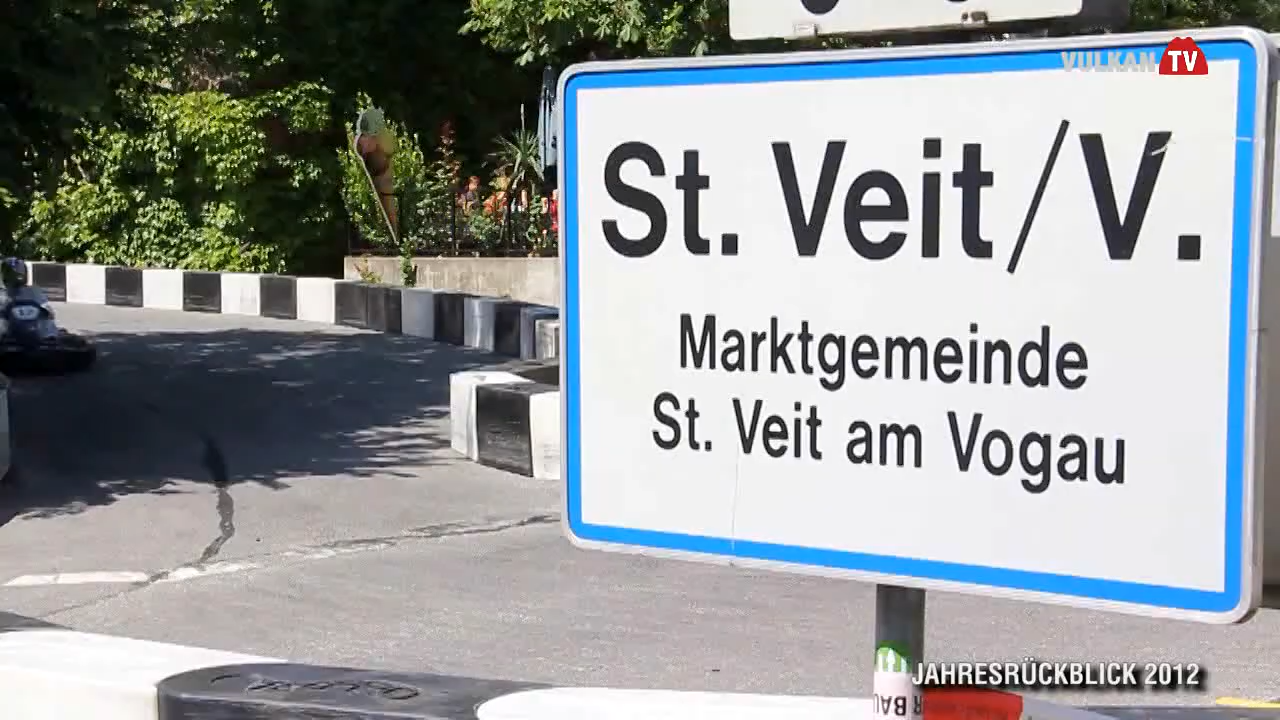 VULKAN TV
St. Veit/V.
Marktgemeinde
St. Veit am Vogau
JAHRESRÜCKBLICK 2012